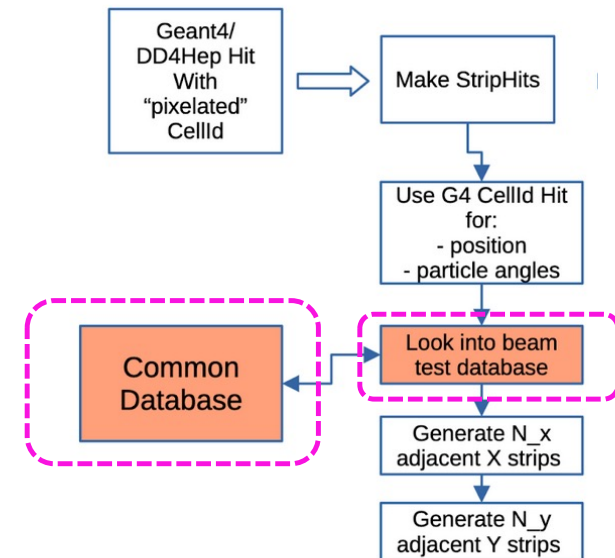 Geant4/
DD4Hep Hit
With
“pixelated”
CellId
Make StripHits
Use G4 CellId Hit
for:
- position
- particle angles
Common
Database
Look into beam
test database
Generate N_x
adjacent X strips
Generate N_y
adjacent Y strips